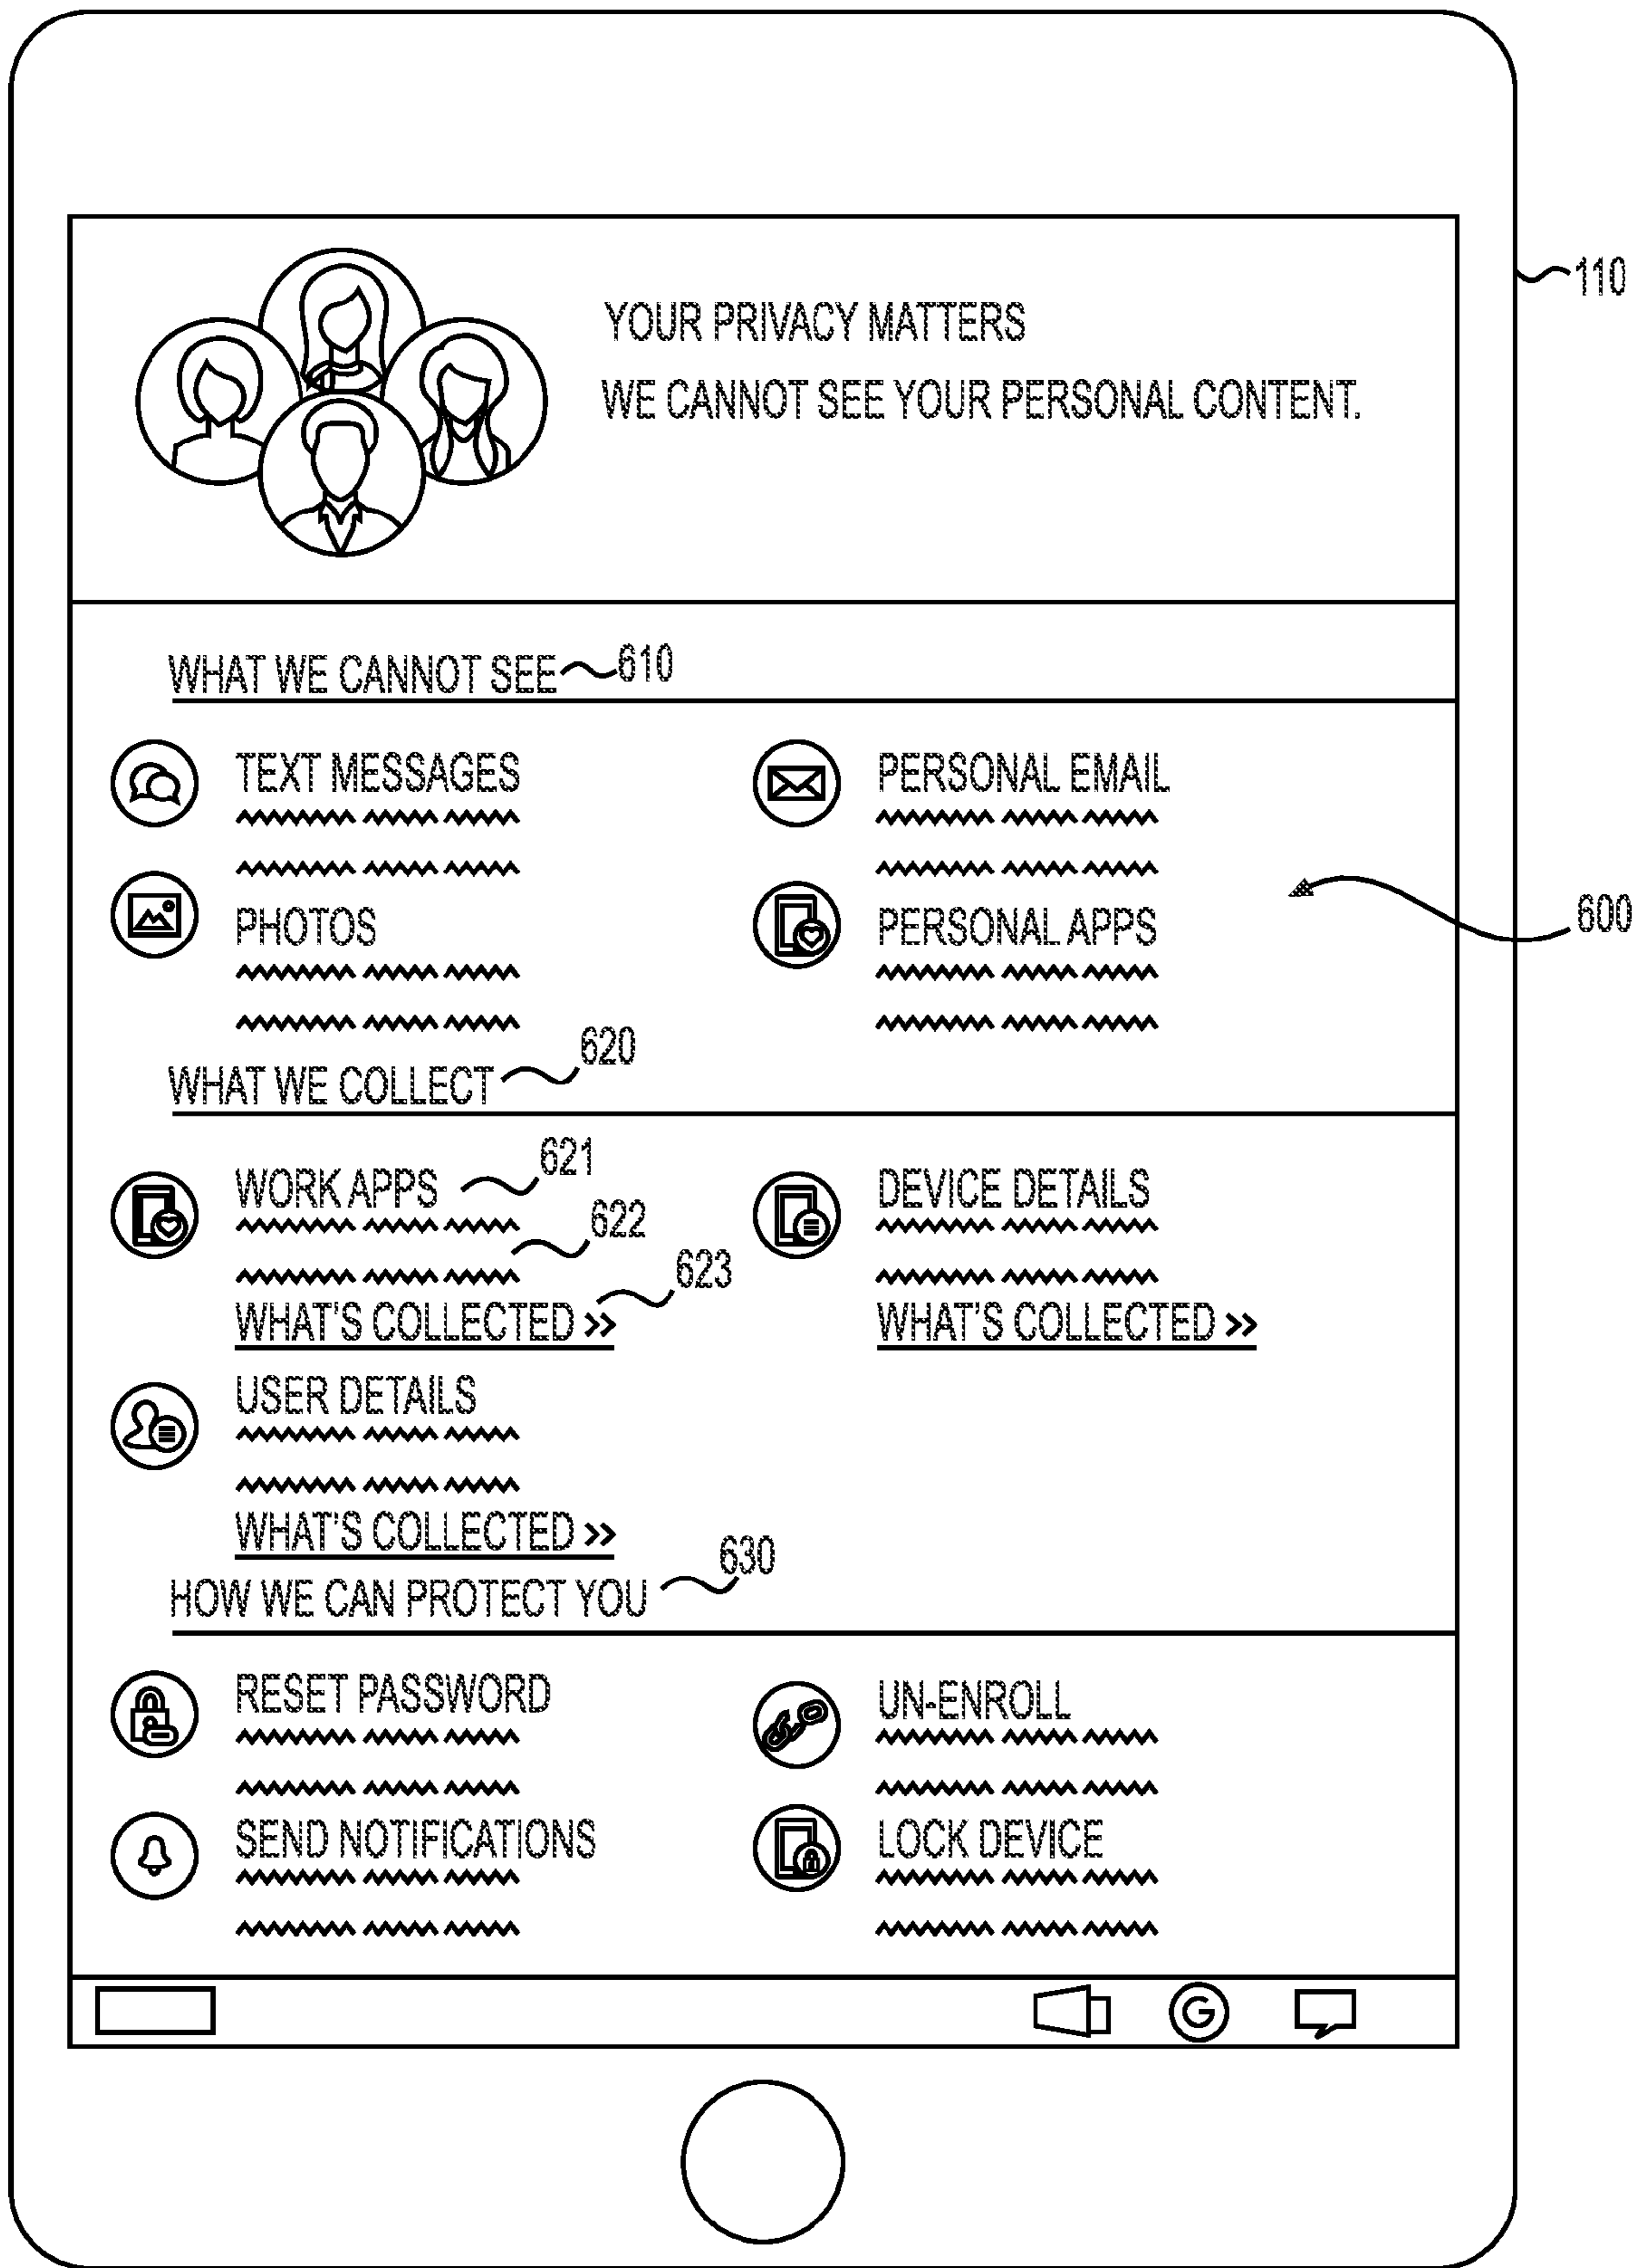 110
YOUR PRIVACY MATTERS
WE CANNOT SEE YOUR PERSONAL CONTENT.
WHAT WE CANNOT SEE 610
TEXT MESSAGES
PERSONAL EMAIL
600
PHOTOS
PERSONAL APPS
620
WHAT WE COLLECT
621
WORK APPS
DEVICE DETAILS
622
623
WHAT'S COLLECTED >>
WHAT'S COLLECTED >>
USER DETAILS
WHAT'S COLLECTED >>
630
HOW WE CAN PROTECT YOU
RESET PASSWORD
UN-ENROLL
SEND NOTIFICATIONS
LOCK DEVICE
G